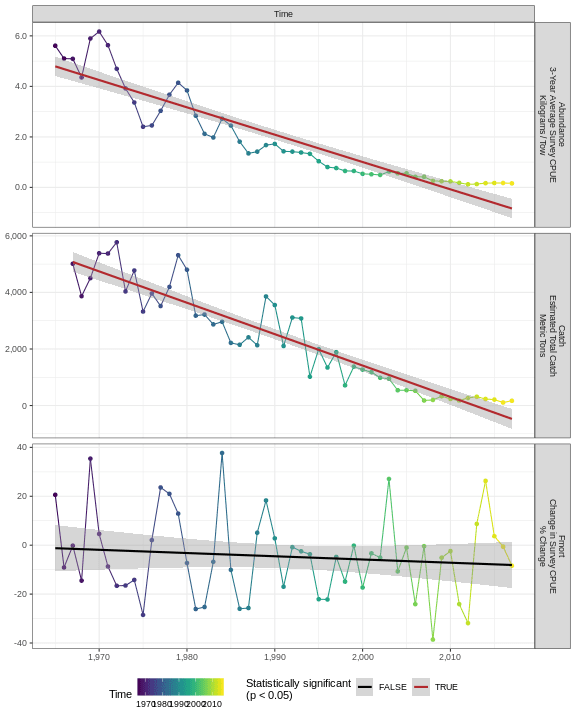 Time
6.0
4.0
2.0
0.0
Abundance
3-Year Average Survey CPUE
Kilograms / Tow
6,000
4,000
2,000
0
Catch
Estimated Total Catch
Metric Tons
40
20
0
-20
-40
Fmort
Change in Survey CPUE
% Change
1,970
1,980
1,990
2,000
2,010
Time
1970 1980 1990 2000 2010
Statistically significant
(p < 0.05)
FALSE
TRUE